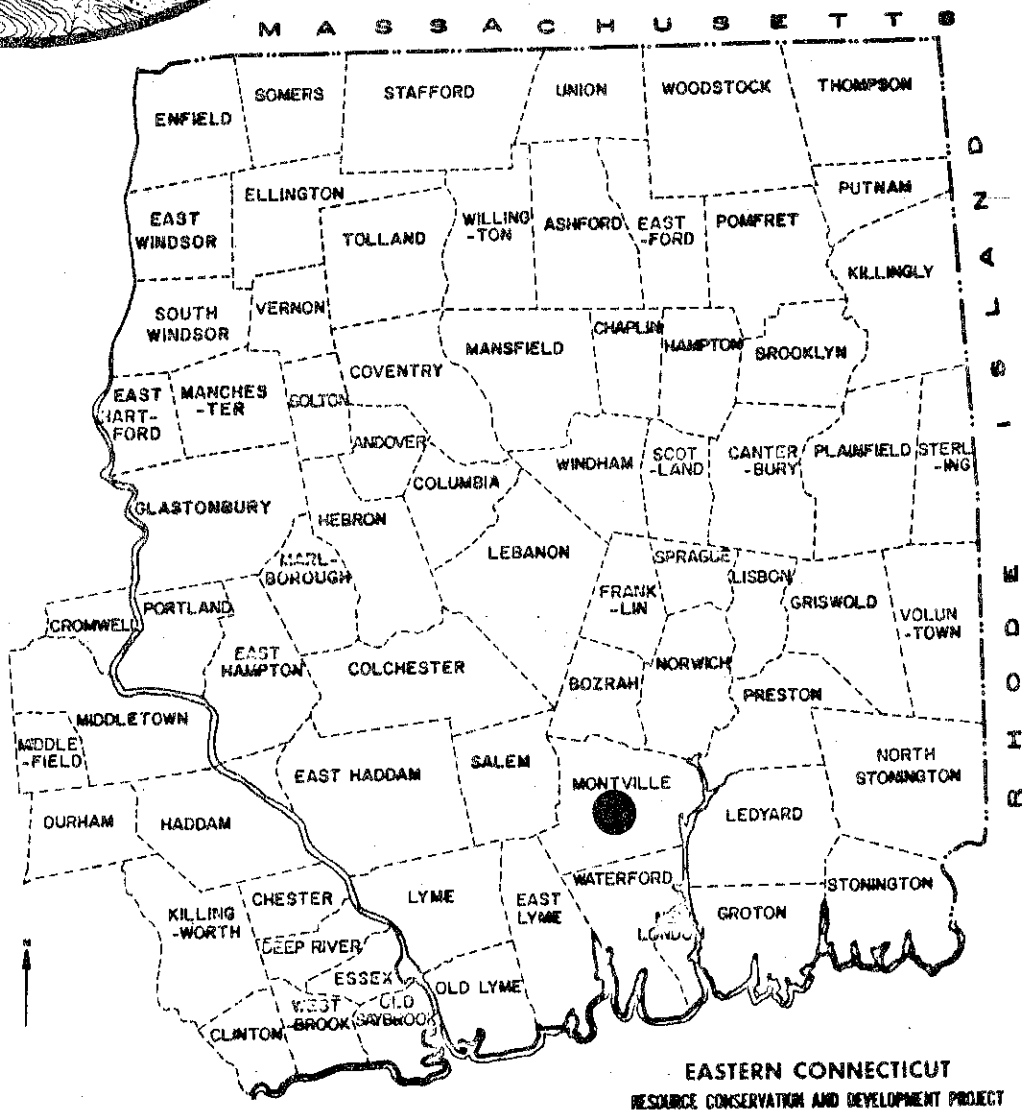 MASSACHUSETTS
ENFIELD
SOMERS
STAFFORD
UNION
WOODSTOCK
THOMPSON
EAST
WINDSOR
ELLINGTON
TOLLAND
WILLING
-TON
ASHFORD
EAST
-FORD
POMFRET
PUTNAM
KILLINGLY
SOUTH
WINDSOR
VERNON
COVENTRY
MANSFIELD
CHAPLIN
HAMPTON
BROOKLYN
EAST
HART-
FORD
MANCHES
-TER
BOLTON
ANDOVER
COLUMBIA
WINDHAM
SCOT
-LAND
CANTER
-BURY
PLAINFIELD
STERL
-ING
GLASTONBURY
HEBRON
MARL-
BOROUGH
LEBANON
FRANK
-LIN
SPRAGUE
LISBON
GRISWOLD
VOLUN
-TOWN
CROMWELL
PORTLAND
EAST
HAMPTON
COLCHESTER
BOZRAH
NORWICH
PRESTON
MIDDLETOWN
MIDDLE
-FIELD
EAST HADDAM
SALEM
MONTVILLE
LEDYARD
NORTH
STONINGTON
DURHAM
HADDAM
KILLING
-WORTH
CHESTER
LYME
EAST
LYME
WATERFORD
LONDON
GROTON
STONINGTON
DEEP RIVER
ESSEX
OLD LYME
CLINTON
WEST
-BROOK
OLD
SAYBROOK
RHODE ISLAND
N
EASTERN CONNECTICUT
RESOURCE CONSERVATION AND DEVELOPMENT PROJECT